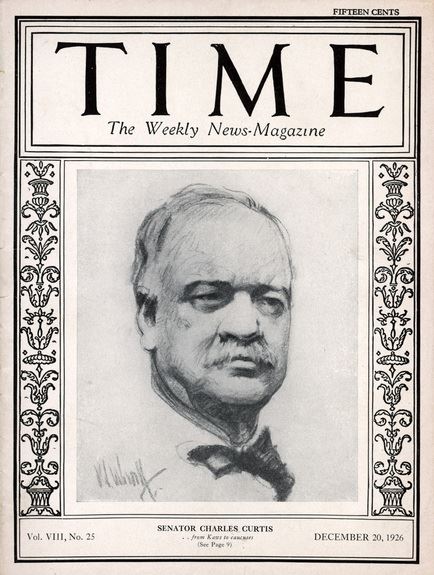 FIFTEEN CENTS
TIME
The Weekly News-Magazine
Vol. VIII, No. 25
SENATOR CHARLES CURTIS
. . from Kaws to caucuses
(See Page 9)
DECEMBER 20, 1926